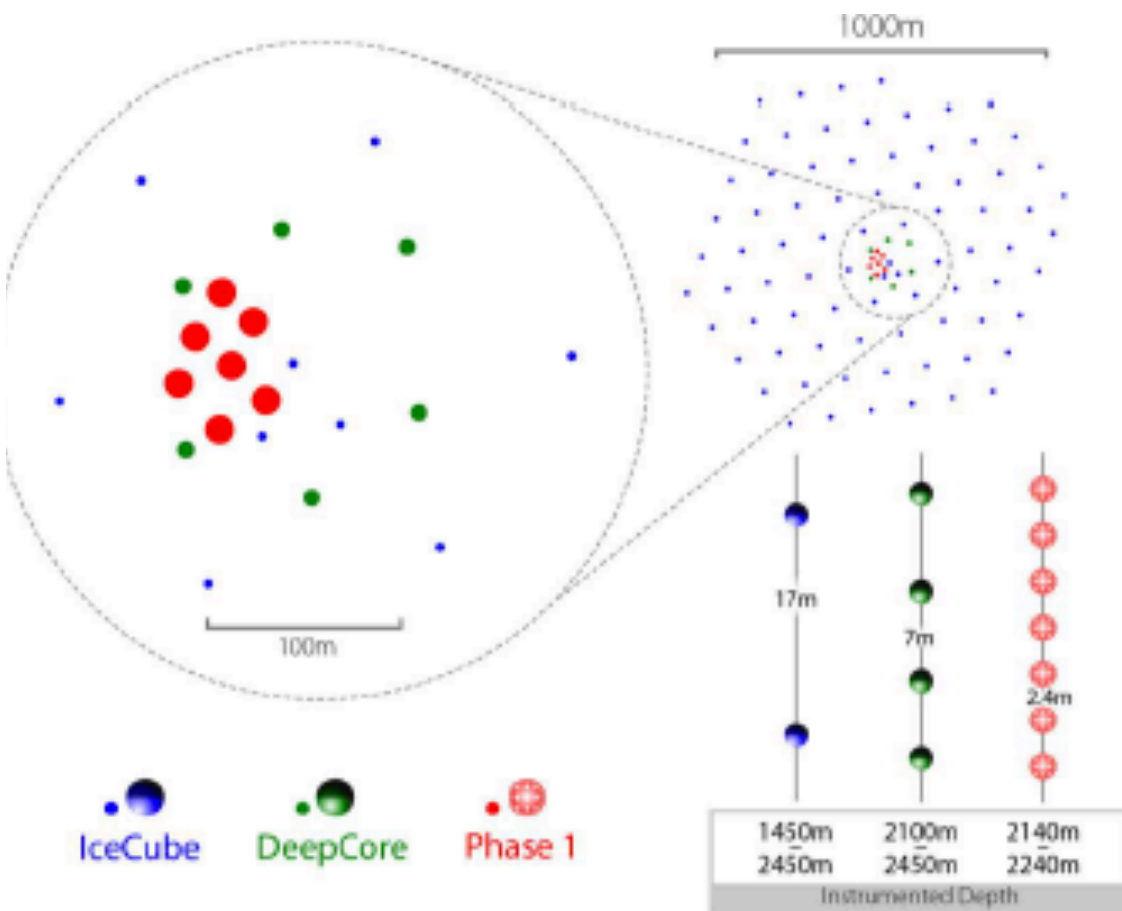 1000m
100m
17m
7m
2.4m
IceCube DeepCore Phase 1
1450m 2100m 2140m
- - -
2450m 2450m 2240m
Instrumented Depth